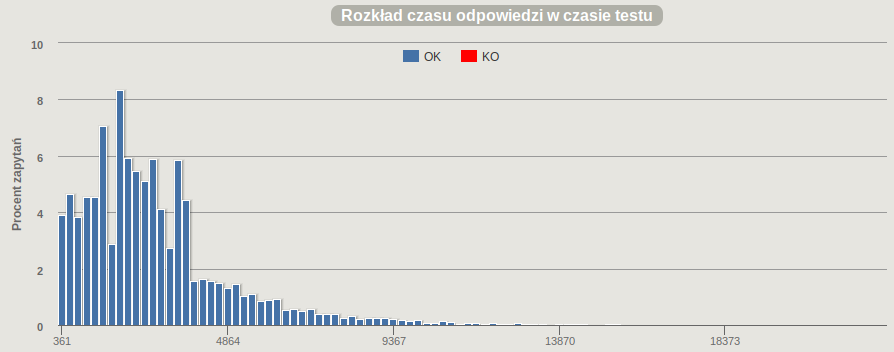 Rozkład czasu odpowiedzi w czasie testu
OK KO
Procent zapytań
10
8
6
4
2
0
361 4864 9367 13870 18373